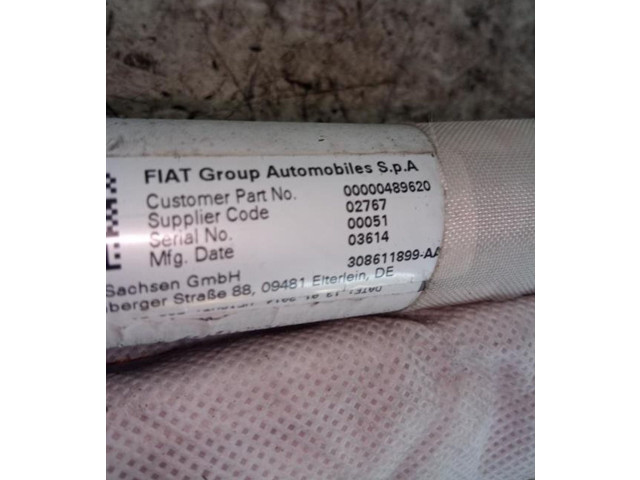 FIAT Group Automobiles S.p.A
Customer Part No. 00000489620
Supplier Code 02767
Serial No. 00051
Mfg. Date 03614
308611899-AA
Sachsen GmbH
nberger Straße 88, 09481 Elterlein, DE